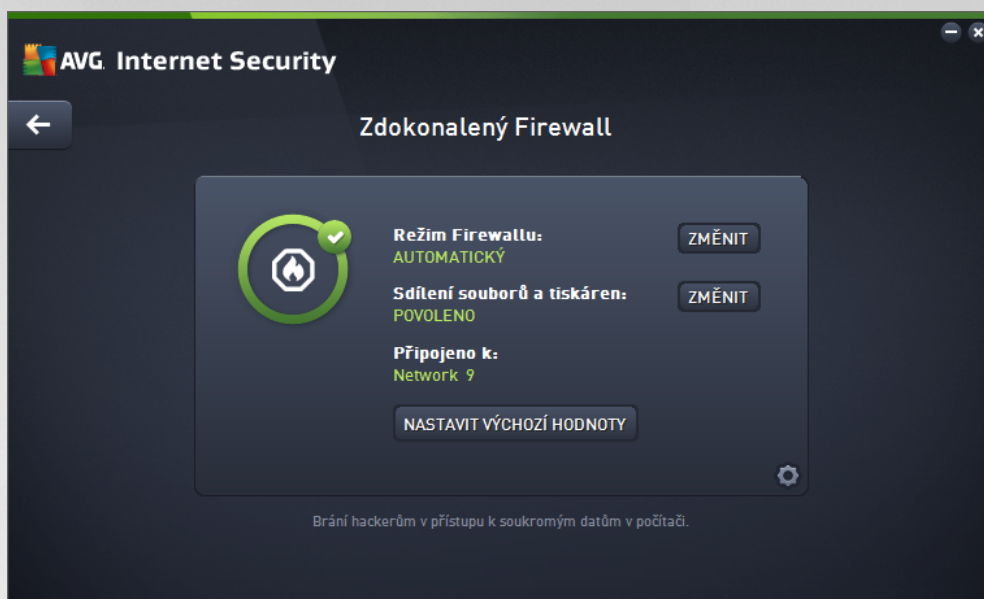 AVG. Internet Security
Zdokonalený Firewall
Režim Firewallu:
AUTOMATICKÝ
ZMĚNIT
Sdílení souborů a tiskáren:
POVOLENO
ZMĚNIT
Připojeno k:
Network 9
NASTAVIT VÝCHOZÍ HODNOTY
Brání hackerům v přístupu k soukromým datům v počítači.